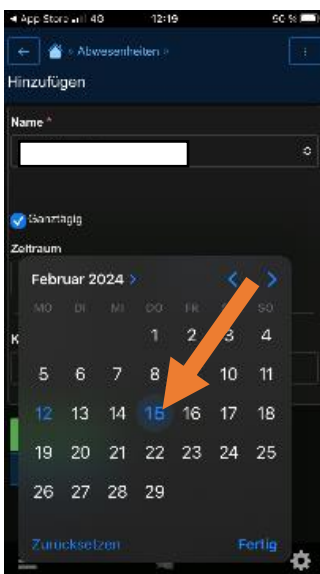 App Store 4G 12:19 90 %
Abwesenheiten
Hinzufügen
Name *
Ganztägig
Zeitraum
Februar 2024
MO DI MI DO FR SO
1 2 3 4
5 6 7 8 10 11
12 13 14 15 16 17 18
19 20 21 22 23 24 25
26 27 28 29
K
Zurücksetzen Fertig